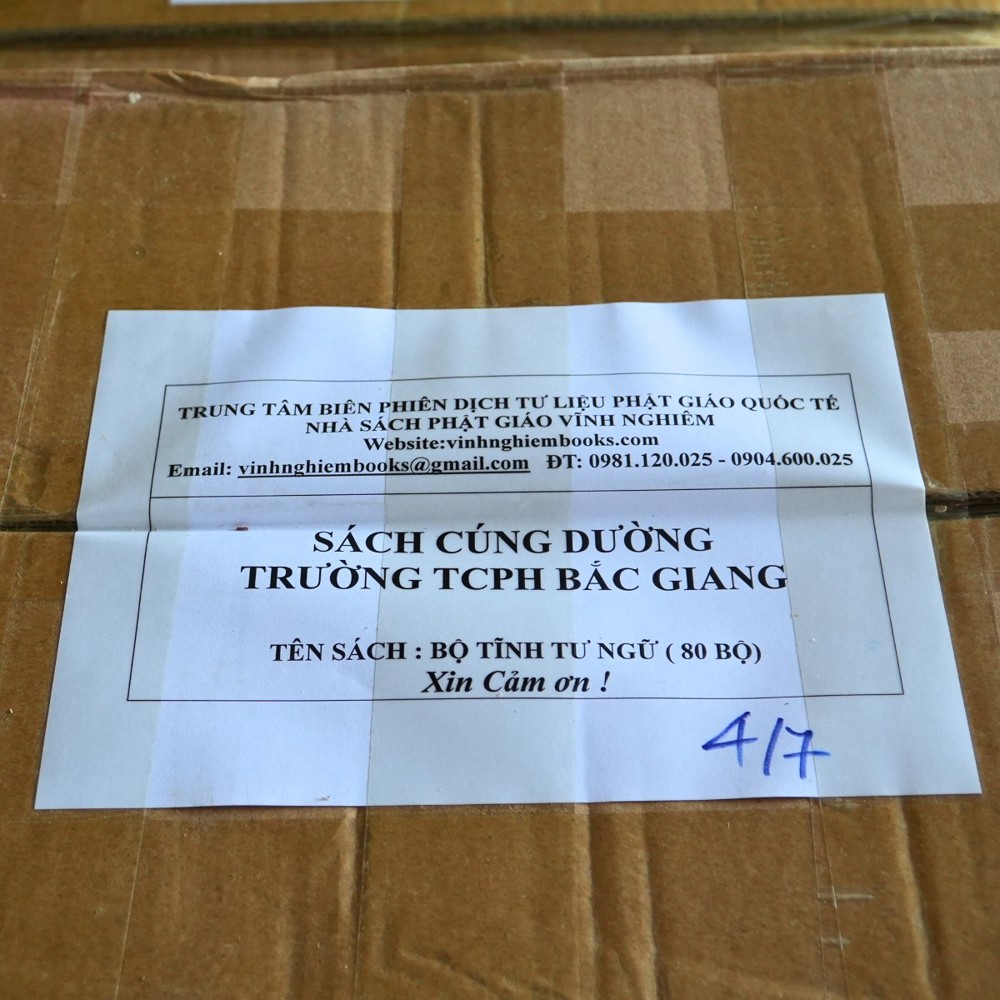 TRUNG TÂM BIÊN PHIÊN DỊCH TƯ LIỆU PHẬT GIÁO QUỐC TẾ
NHÀ SÁCH PHẬT GIÁO VĨNH NGHIÊM
Website:vinhnghiembooks.com
Email: vinhnghiembooks@gmail.com ĐT: 0981.120.025 - 0904.600.025
SÁCH CÚNG DƯỜNG
TRƯỜNG TCPH BẮC GIANG
TÊN SÁCH : BỘ TĨNH TƯ NGỮ ( 80 BỘ)
Xin Cảm ơn !
4/7